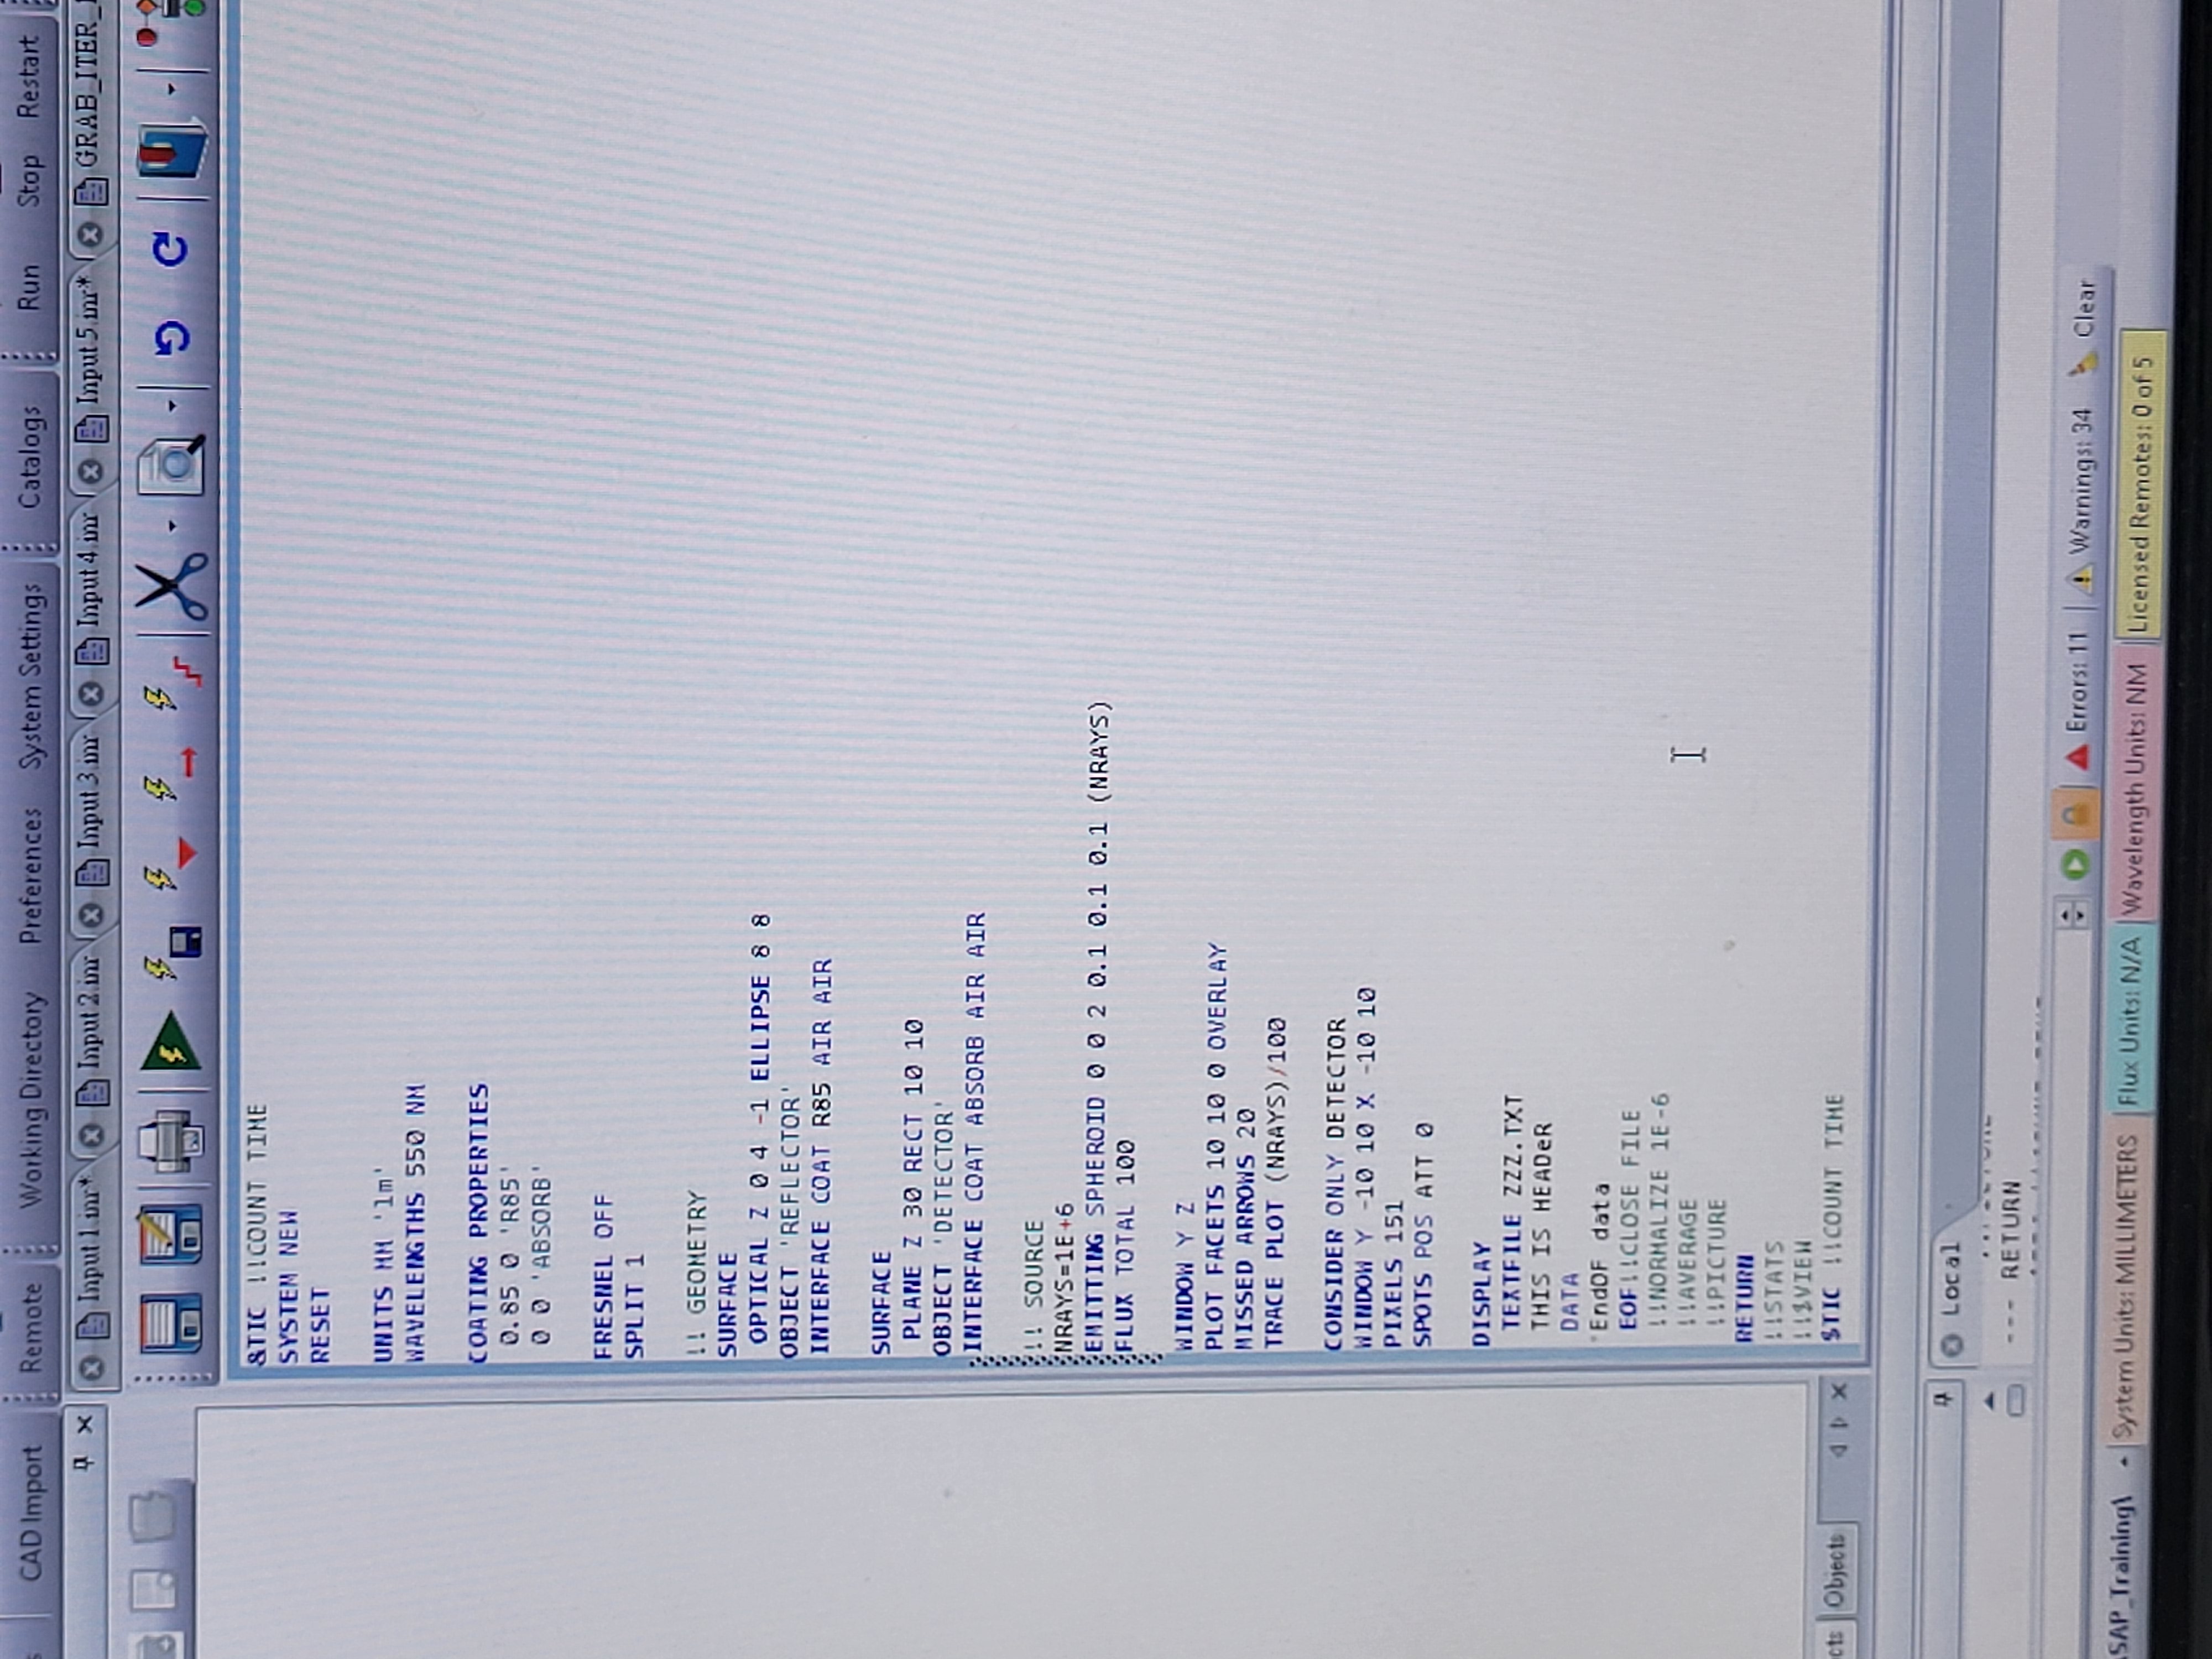 CAD Import Remote Working Directory Preferences System Settings Catalogs Run Stop Restart
Input 1.inr* Input 2.inr Input 3.inr Input 4.inr Input 5.inr* GRAB_ITER_
&TIC !!COUNT TIME
SYSTEM NEW
RESET
UNITS MM 'lm'
WAVELENGTHS 550 NM
COATING PROPERTIES
0.85 0 'R85'
0 0 'ABSORB'
FRESNEL OFF
SPLIT 1
!! GEOMETRY
SURFACE
OPTICAL Z 0 4 -1 ELLIPSE 8 8
OBJECT 'REFLECTOR'
INTERFACE COAT R85 AIR AIR
SURFACE
PLANE Z 30 RECT 10 10
OBJECT 'DETECTOR'
INTERFACE COAT ABSORB AIR AIR
!! SOURCE
NRAYS=1E+6
EMITTING SPHEROID 0 0 2 0.1 0.1 0.1 (NRAYS)
FLUX TOTAL 100
WINDOW Y Z
PLOT FACETS 10 10 0 OVERLAY
MISSED ARROWS 20
TRACE PLOT (NRAYS)/100
CONSIDER ONLY DETECTOR
WINDOW Y -10 10 X -10 10
PIXELS 151
SPOTS POS ATT 0
DISPLAY
TEXTFILE ZZZ.TXT
THIS IS HEADeR
DATA
EndOF data
EOF!!CLOSE FILE
!!NORMALIZE 1E-6
!!AVERAGE
!!PICTURE
RETURN
!!STATS
!!$VIEW
$TIC !!COUNT TIME
cts Objects
Local
--- RETURN
Errors: 11 Warnings: 34 Clear
SAP_Training\ System Units: MILLIMETERS Flux Units: N/A Wavelength Units: NM Licensed Remotes: 0 of 5